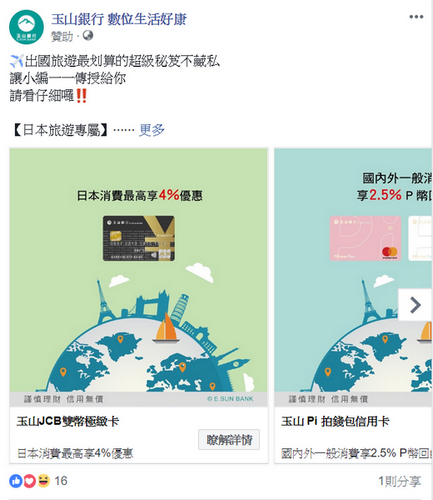 玉山銀行 數位生活好康
贊助
玉山銀行
出國旅遊最划算的超級秘笈不藏私
讓小編一一傳授給你
請看仔細囉‼
【日本旅遊專屬】⋯⋯ 更多
日本消費最高享4%優惠
謹慎理財 信用無價
© E.SUN BANK
國內外一般消
享2.5% P 幣回
謹慎理財 信用無價
玉山JCB雙幣極緻卡
日本消費最高享4%優惠
瞭解詳情
玉山 Pi 拍錢包信用卡
國內外一般消費享2.5% P幣回
16
1則分享